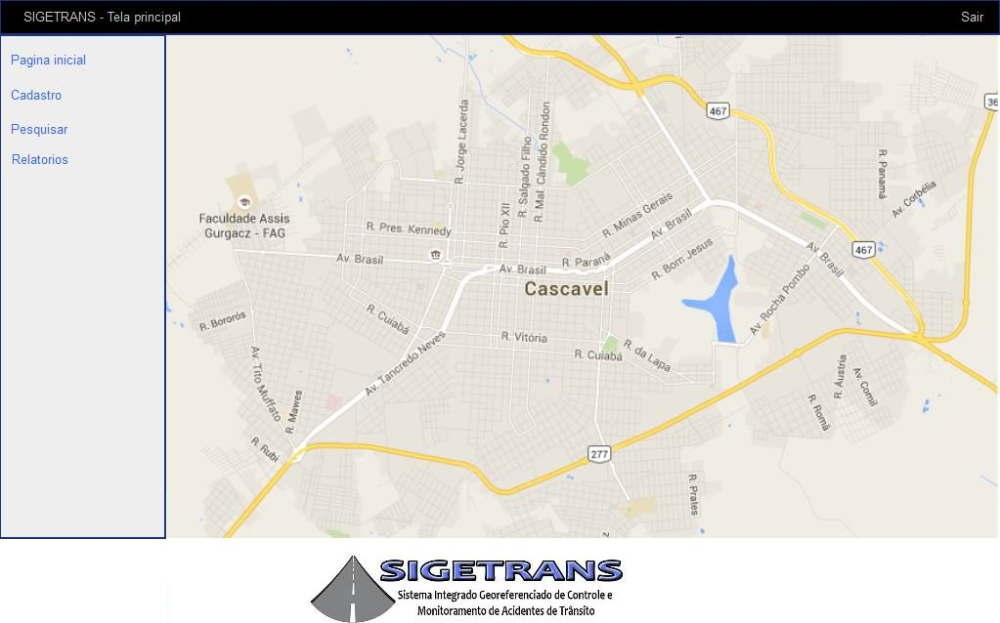 SIGETRANS - Tela principal
Sair
Pagina inicial
Cadastro
Pesquisar
Relatorios
467
36
R. Jorge Lacerda
R. Salgado Filho
R. Mal. Cândido Rondon
R. Panamá
Av. Corbélia
Faculdade Assis
Gurgacz - FAG
R. Pio XII
R. Minas Gerais
R. Pres. Kennedy
Av. Brasil
Av. Brasil
467
Av. Brasil
Av. Brasil
R. Paraná
R. Bom Jesus
Cascavel
Av. Rocha Pombo
R. Bororós
R. Cuiabá
R. Vitória
R. Cuiabá
R. da Lapa
Av. Tancredo Neves
Av. Tito Muffato
R. Mawes
R. Áustria
Av. Comil
R. Romã
R. Rubi
277
R. Prates
SIGETRANS
Sistema Integrado Georeferenciado de Controle e
Monitoramento de Acidentes de Trânsito